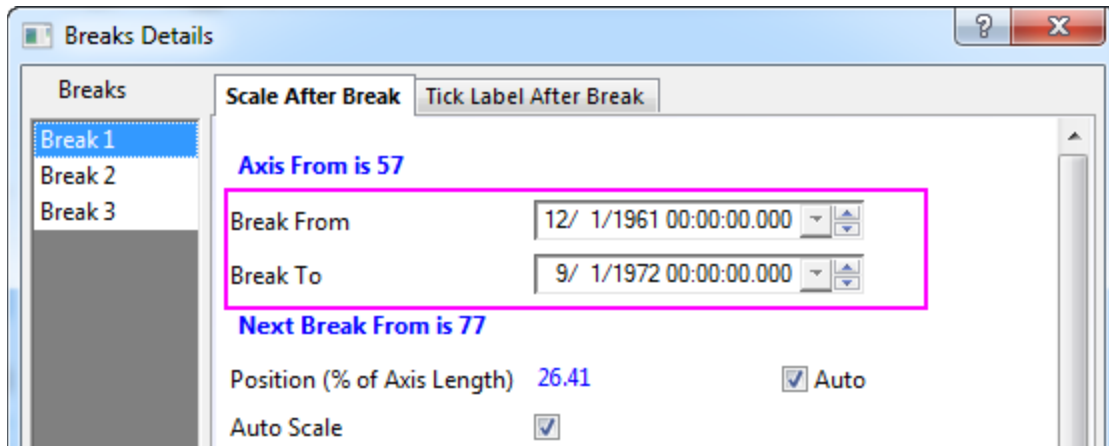 Breaks Details
Breaks
Scale After Break Tick Label After Break
Break 1
Break 2
Break 3
Axis From is 57
Break From 12/ 1/1961 00:00:00.000
Break To 9/ 1/1972 00:00:00.000
Next Break From is 77
Position (% of Axis Length) 26.41 Auto
Auto Scale